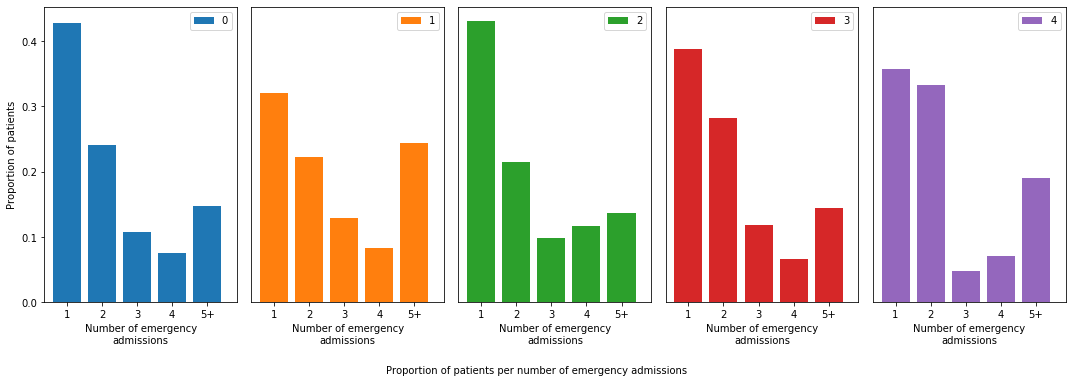 0
1
2
3
4
0.4
0.3
0.2
0.1
0.0
Proportion of patients
1 2 3 4 5+
1 2 3 4 5+
1 2 3 4 5+
1 2 3 4 5+
1 2 3 4 5+
Number of emergency
admissions
Number of emergency
admissions
Number of emergency
admissions
Number of emergency
admissions
Number of emergency
admissions
Proportion of patients per number of emergency admissions